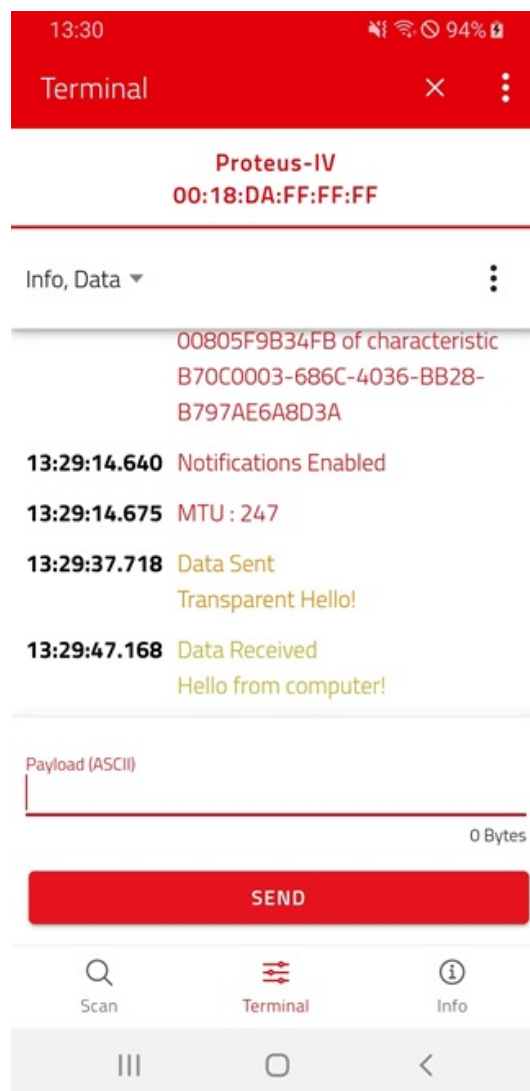 13:30
94%
Terminal
Proteus-IV
00:18:DA:FF:FF:FF
Info, Data
00805F9B34FB of characteristic
B70C0003-686C-4036-BB28-
B797AE6A8D3A
13:29:14.640 Notifications Enabled
13:29:14.675 MTU : 247
13:29:37.718 Data Sent
Transparent Hello!
13:29:47.168 Data Received
Hello from computer!
Payload (ASCII)
0 Bytes
SEND
Scan Terminal Info